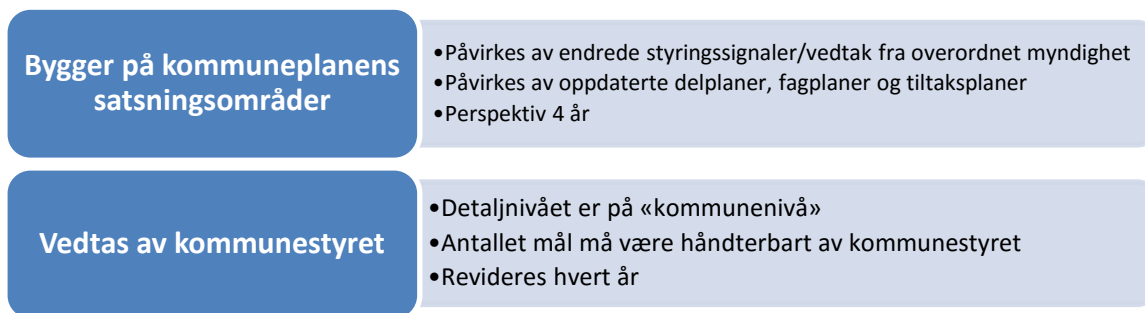 Bygger på kommuneplanens
satsningsområder
•Påvirkes av endrede styringssignaler/vedtak fra overordnet myndighet
•Påvirkes av oppdaterte delplaner, fagplaner og tiltaksplaner
•Perspektiv 4 år
Vedtas av kommunestyret
•Detaljnivået er på «kommunenivå»
•Antallet mål må være håndterbart av kommunestyret
•Revideres hvert år